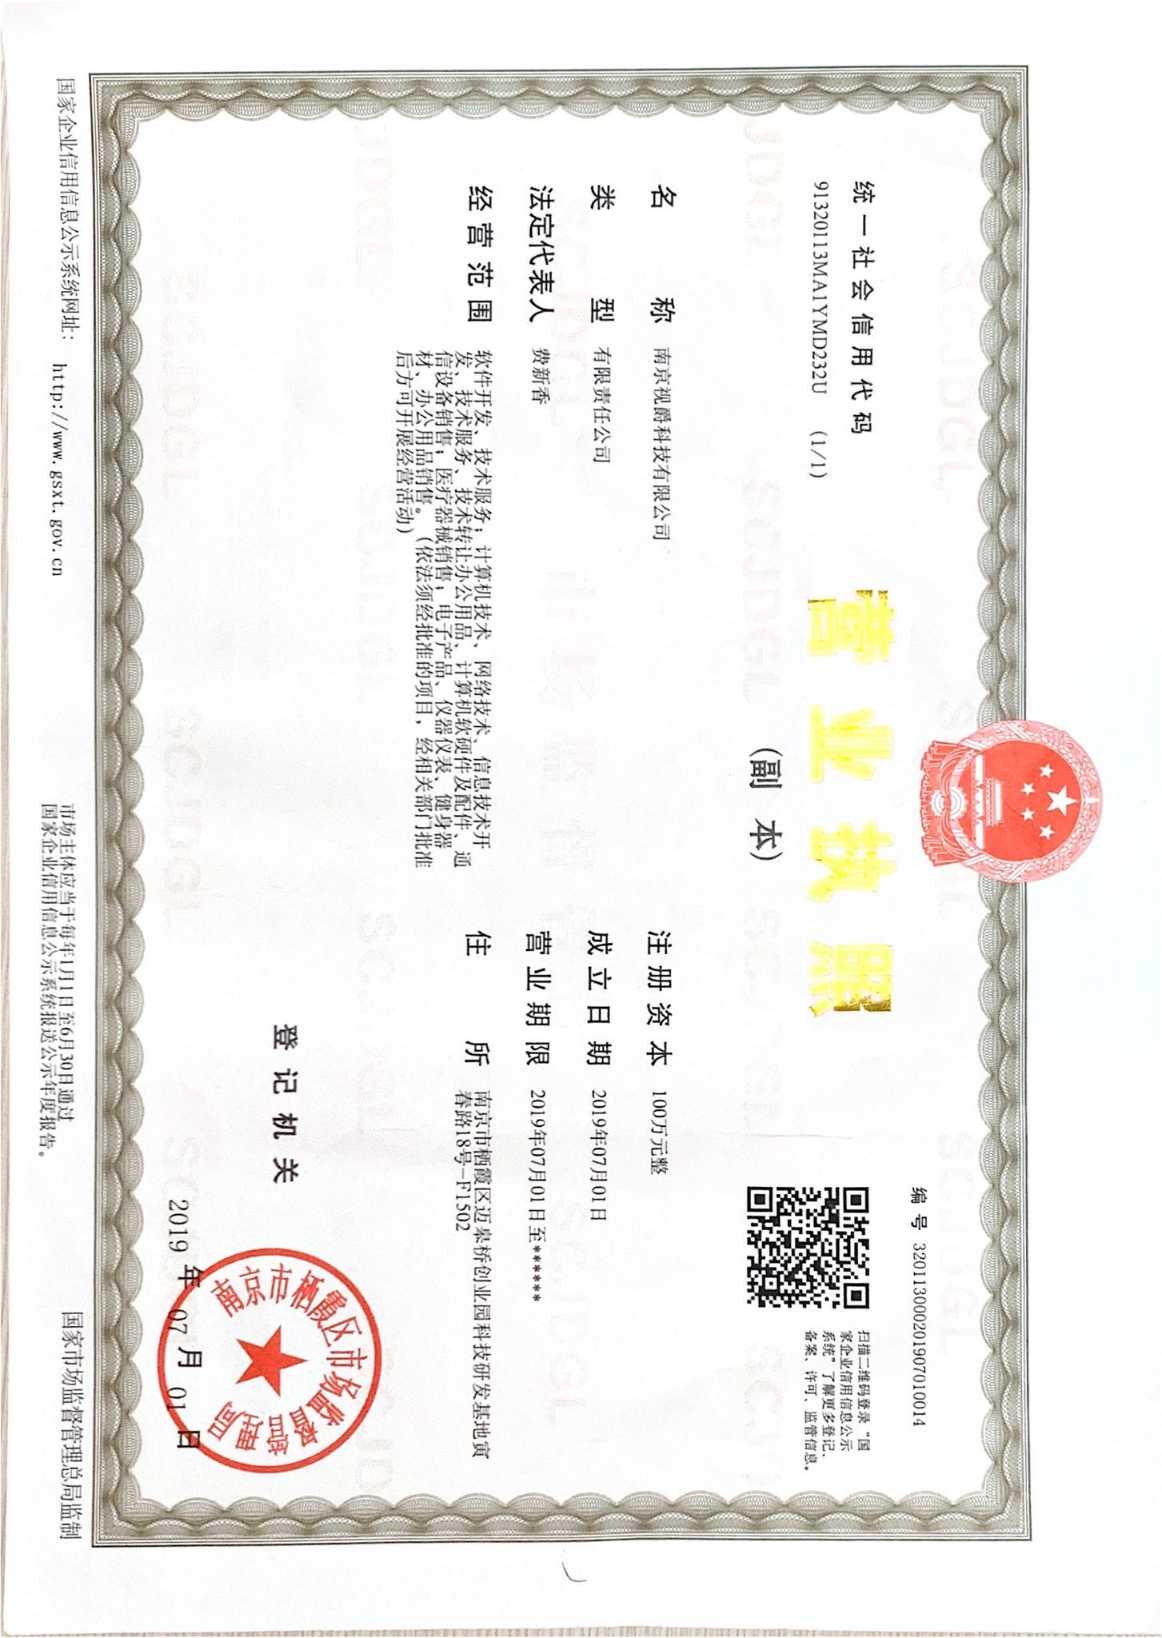 编号 320113000201907010014
统一社会信用代码
91320113MA1YMD232U (1/1)
营业执照
(副本)
扫描二维码登录“国
家企业信用信息公示
系统”了解更多登记、
备案、许可、监管信息。
名称 南京视爵科技有限公司
类型 有限责任公司
法定代表人 费新香
经营范围 软件开发、技术服务;计算机技术、网络技术、信息技术开
发、技术服务、技术转让办公用品、计算机软硬件及配件、通
信设备销售;医疗器械销售;电子产品、仪器仪表、健身器
材、办公用品销售。(依法须经批准的项目,经相关部门批准
后方可开展经营活动)
注册资本 100万元整
成立日期 2019年07月01日
营业期限 2019年07月01日至******
住所 南京市栖霞区迈皋桥创业园科技研发基地寅
春路18号-F1502
登记机关
南京市栖霞区市场监督管理局
2019年07月01日
国家企业信用信息公示系统网址: http://www.gsxt.gov.cn
市场主体应当于每年1月1日至6月30日通过
国家企业信用信息公示系统报送公示年度报告。
国家市场监督管理总局监制